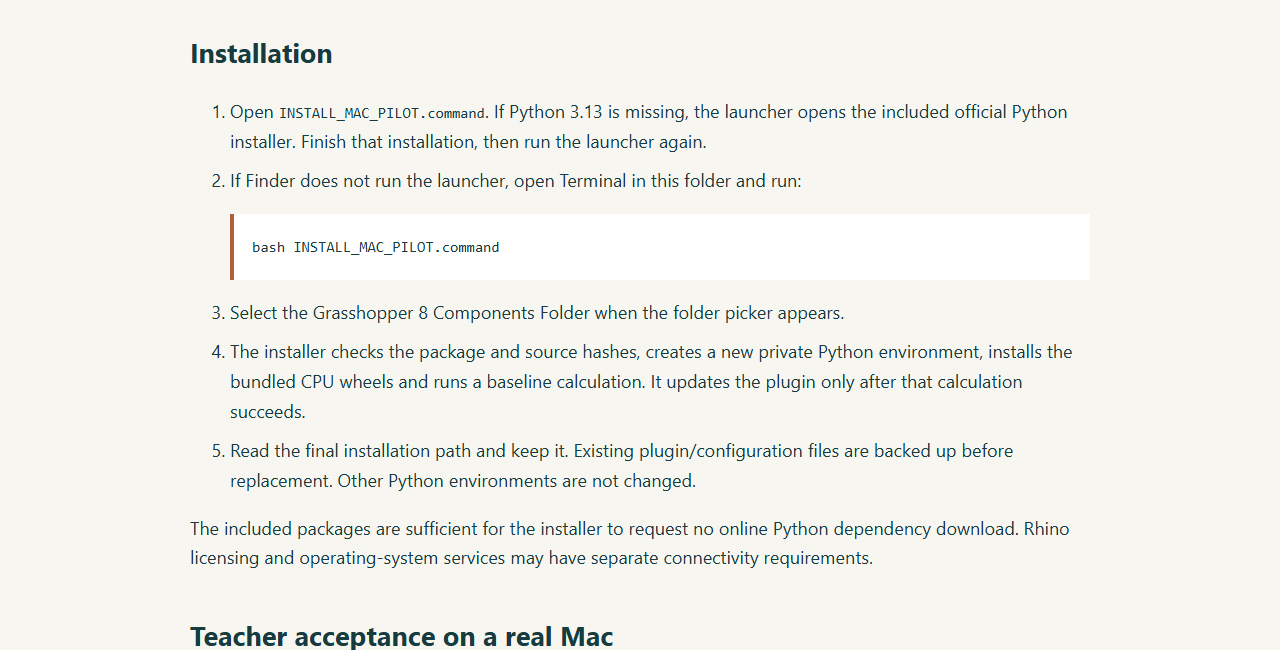 Installation
1. Open INSTALL_MAC_PILOT.command. If Python 3.13 is missing, the launcher opens the included official Python
installer. Finish that installation, then run the launcher again.
2. If Finder does not run the launcher, open Terminal in this folder and run:
bash INSTALL_MAC_PILOT.command
3. Select the Grasshopper 8 Components Folder when the folder picker appears.
4. The installer checks the package and source hashes, creates a new private Python environment, installs the
bundled CPU wheels and runs a baseline calculation. It updates the plugin only after that calculation
succeeds.
5. Read the final installation path and keep it. Existing plugin/configuration files are backed up before
replacement. Other Python environments are not changed.
The included packages are sufficient for the installer to request no online Python dependency download. Rhino
licensing and operating-system services may have separate connectivity requirements.
Teacher acceptance on a real Mac